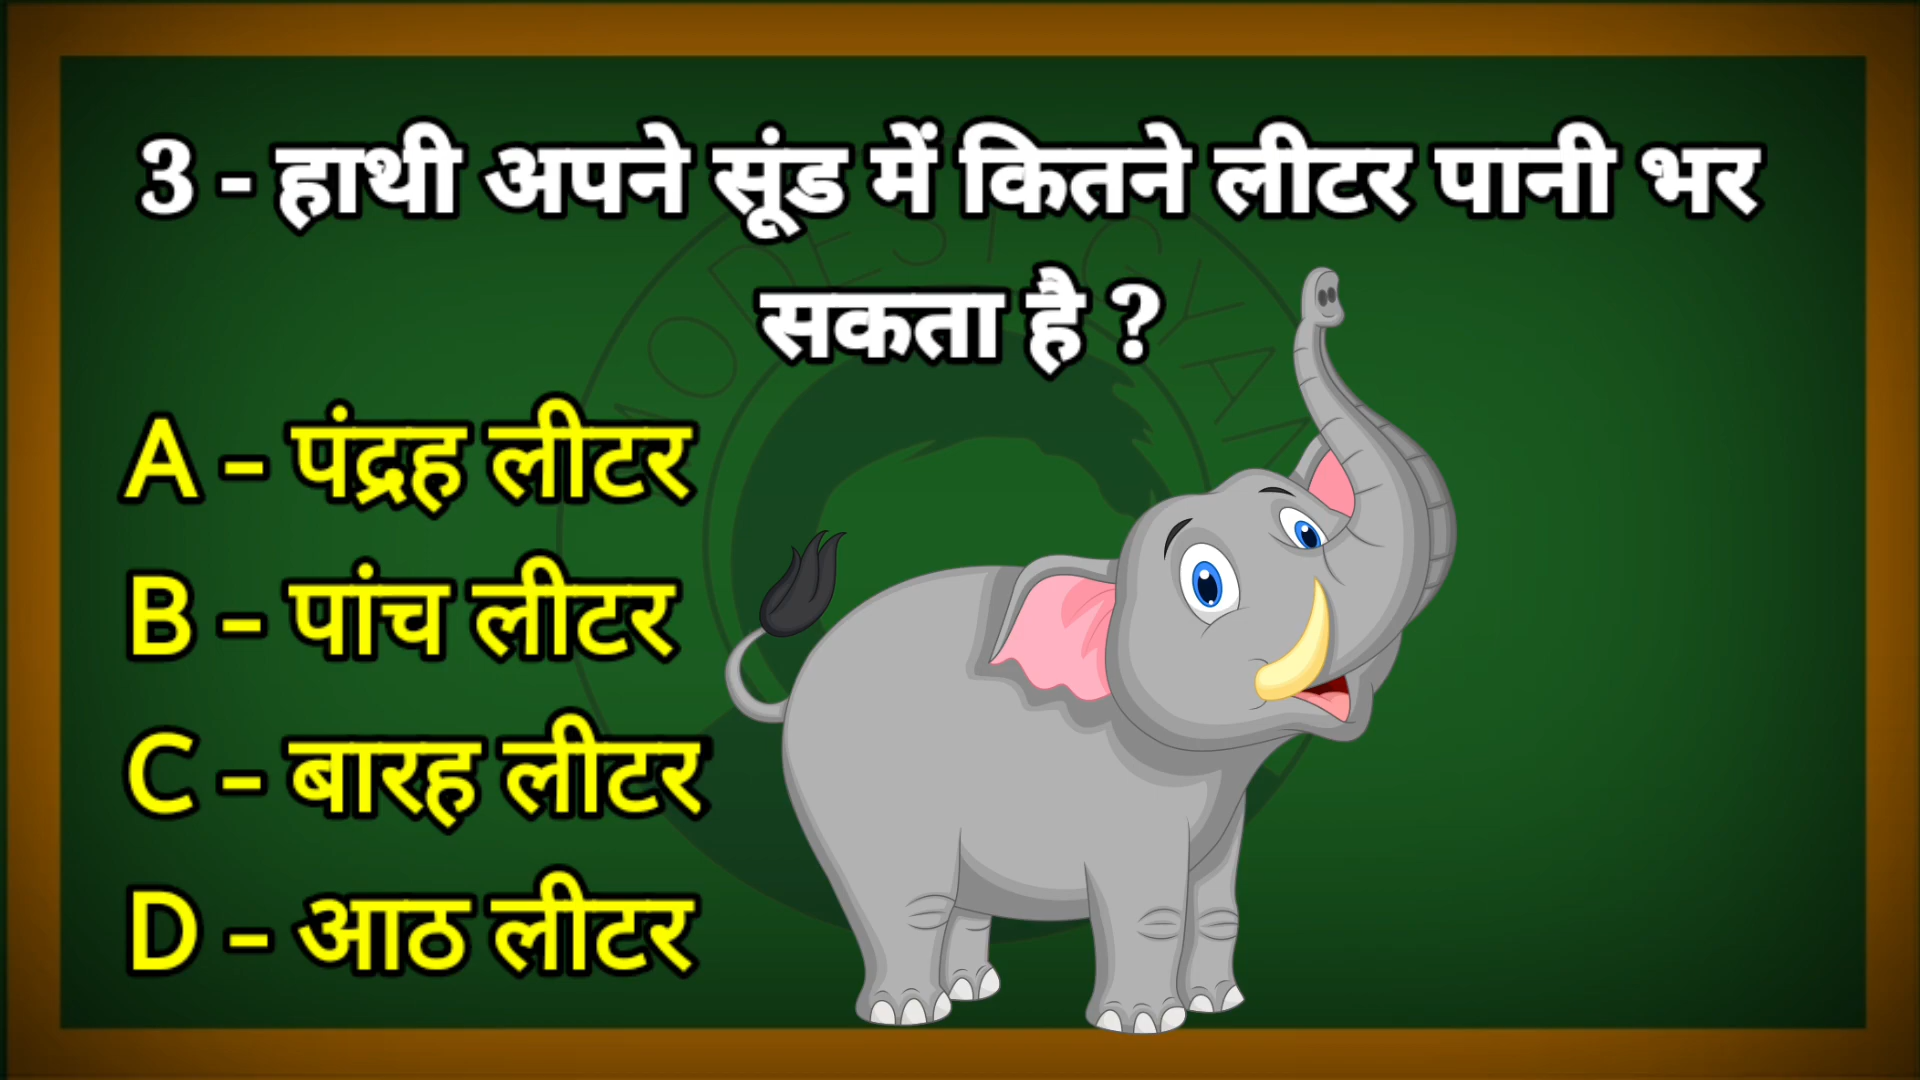 3 - हाथी अपने सूंड में कितने लीटर पानी भर
सकता है ?
A - पंद्रह लीटर
B - पांच लीटर
C - बारह लीटर
D - आठ लीटर